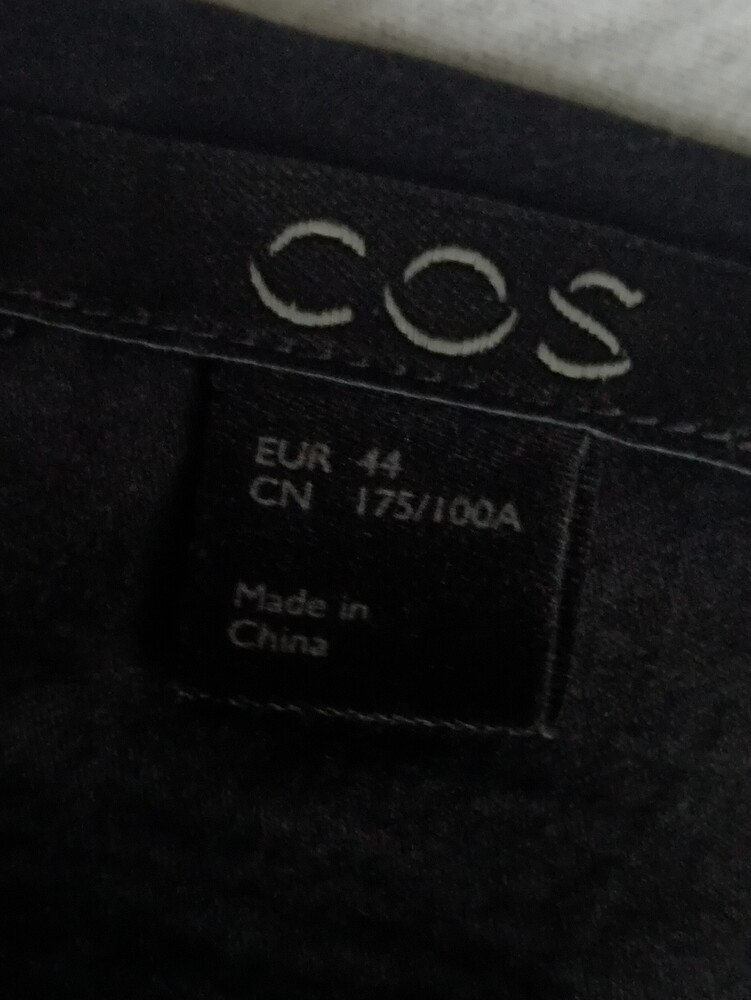 COS
EUR 44
CN 175/100A
Made in
China